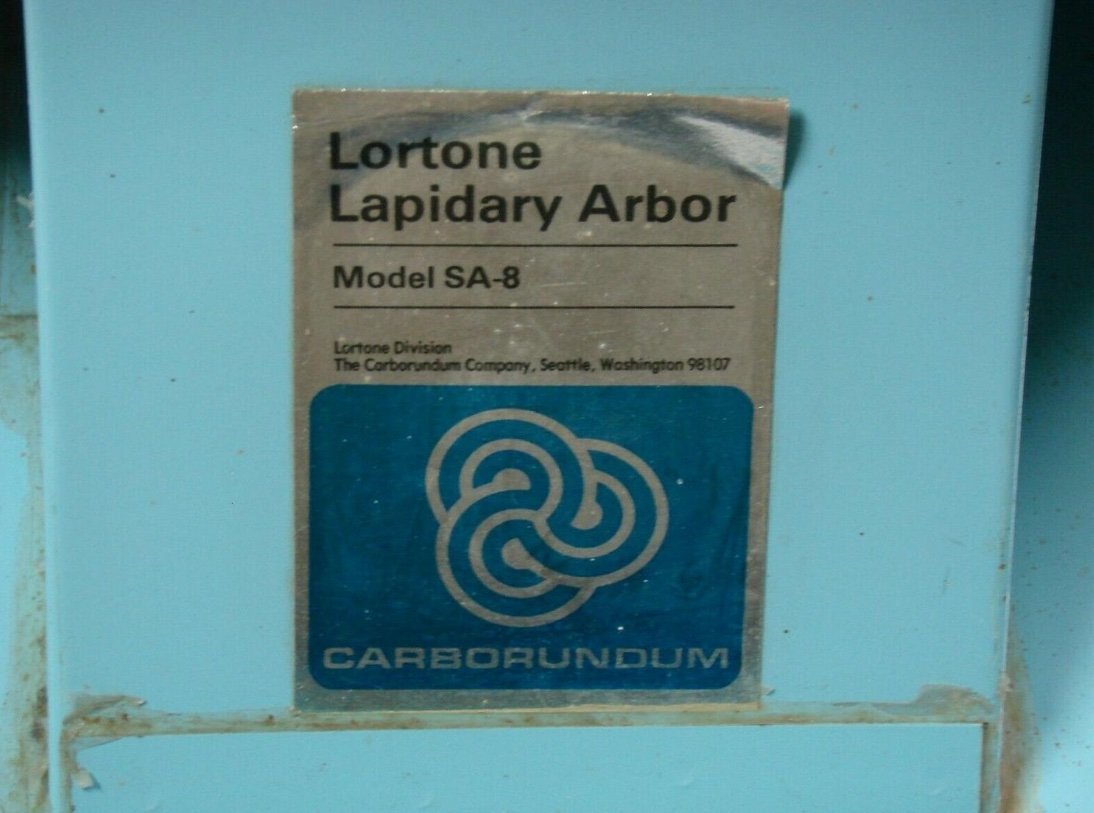 Lortone
Lapidary Arbor
Model SA-8
Lortone Division
The Carborundum Company, Seattle, Washington 98107
CARBORUNDUM